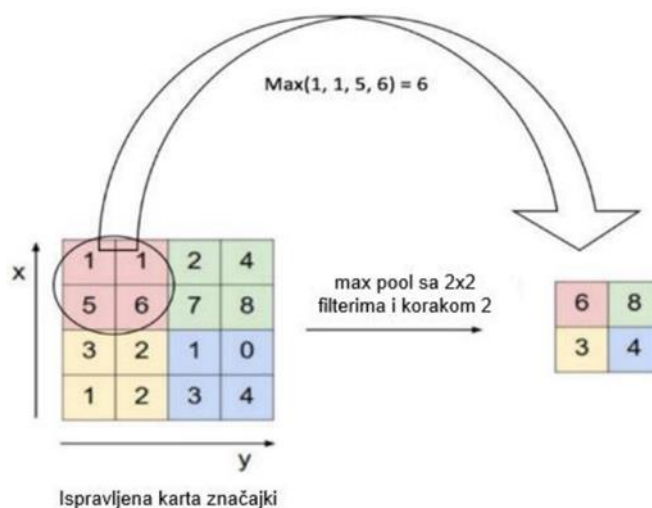 Max(1, 1, 5, 6) = 6
x
1 1 2 4
5 6 7 8
3 2 1 0
1 2 3 4
y
Ispravljena karta značajki
max pool sa 2x2
filterima i korakom 2
6 8
3 4